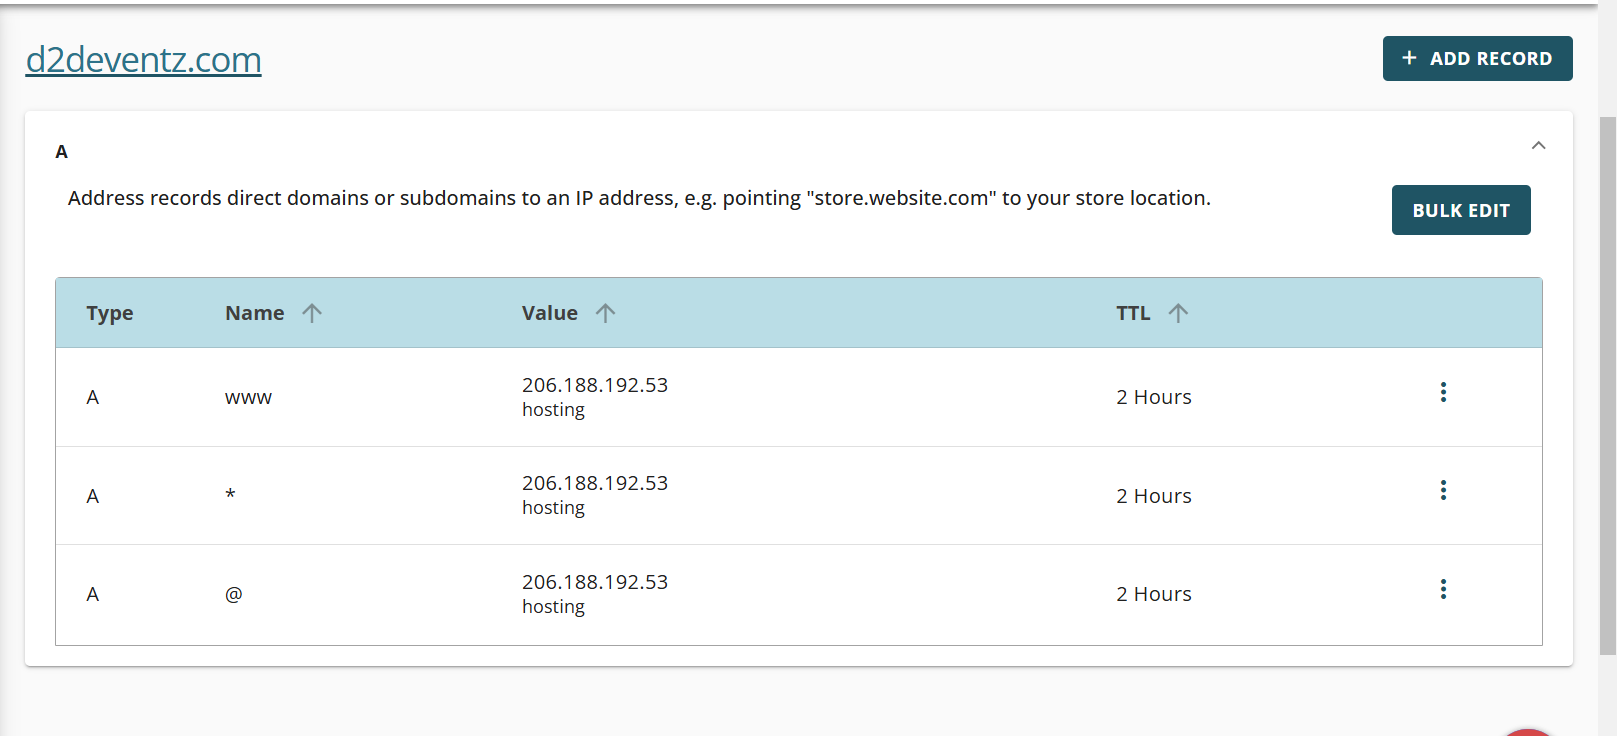 d2deventz.com
+ ADD RECORD
A
Address records direct domains or subdomains to an IP address, e.g. pointing "store.website.com" to your store location.
BULK EDIT
Type Name Value TTL
A www 206.188.192.53 2 Hours
hosting
A * 206.188.192.53 2 Hours
hosting
A @ 206.188.192.53 2 Hours
hosting